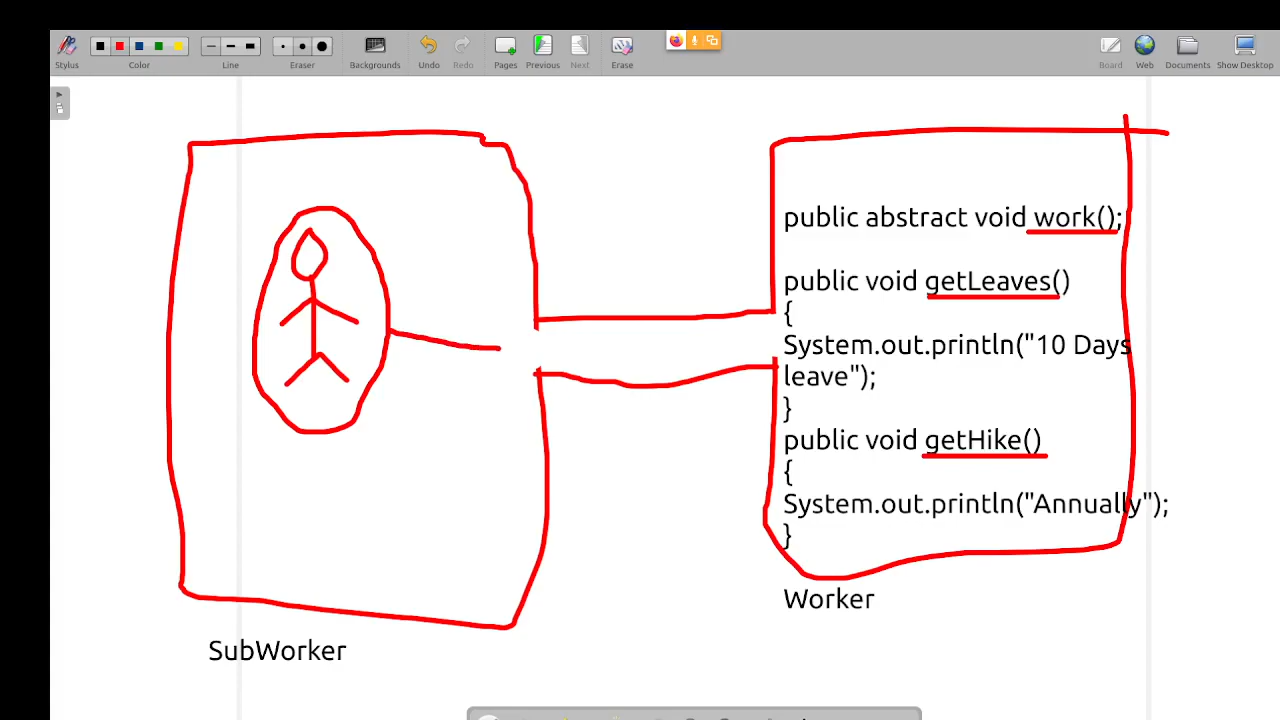 Stylus Color Line Eraser Backgrounds Undo Redo Pages Previous Next Erase Board Web Documents Show Desktop
public abstract void work();
public void getLeaves()
{
System.out.println("10 Days
leave");
}
public void getHike()
{
System.out.println("Annually");
}
Worker
SubWorker